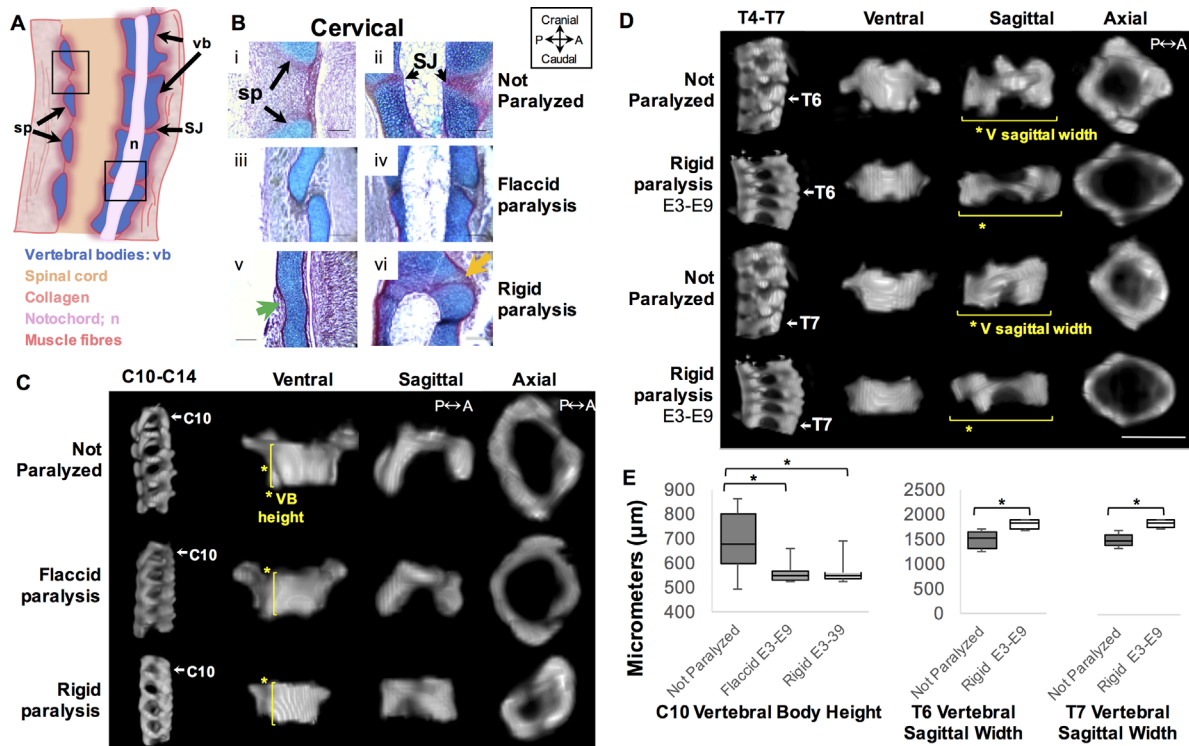 A
vb
sp
SJ
n
Vertebral bodies: vb
Spinal cord
Collagen
Notochord; n
Muscle fibres
B
Cervical
Cranial
P A
Caudal
i
ii
SJ
sp
Not
Paralyzed
iii
iv
Flaccid
paralysis
v
vi
Rigid
paralysis
C
C10-C14
Ventral
Sagittal
Axial
P↔A
P↔A
Not
Paralyzed
C10
*
* VB
height
Flaccid
paralysis
C10
*
Rigid
paralysis
C10
*
D
T4-T7
Ventral
Sagittal
Axial
P↔A
Not
Paralyzed
T6
* V sagittal width
Rigid
paralysis
E3-E9
T6
*
Not
Paralyzed
T7
* V sagittal width
Rigid
paralysis
E3-E9
T7
*
E
Micrometers (µm)
900
800
700
600
500
400
*
*
Not Paralyzed
Flaccid E3-E9
Rigid E3-39
C10 Vertebral Body Height
2500
2000
1500
1000
500
0
*
Not Paralyzed
Rigid E3-E9
T6 Vertebral
Sagittal Width
*
Not Paralyzed
Rigid E3-E9
T7 Vertebral
Sagittal Width